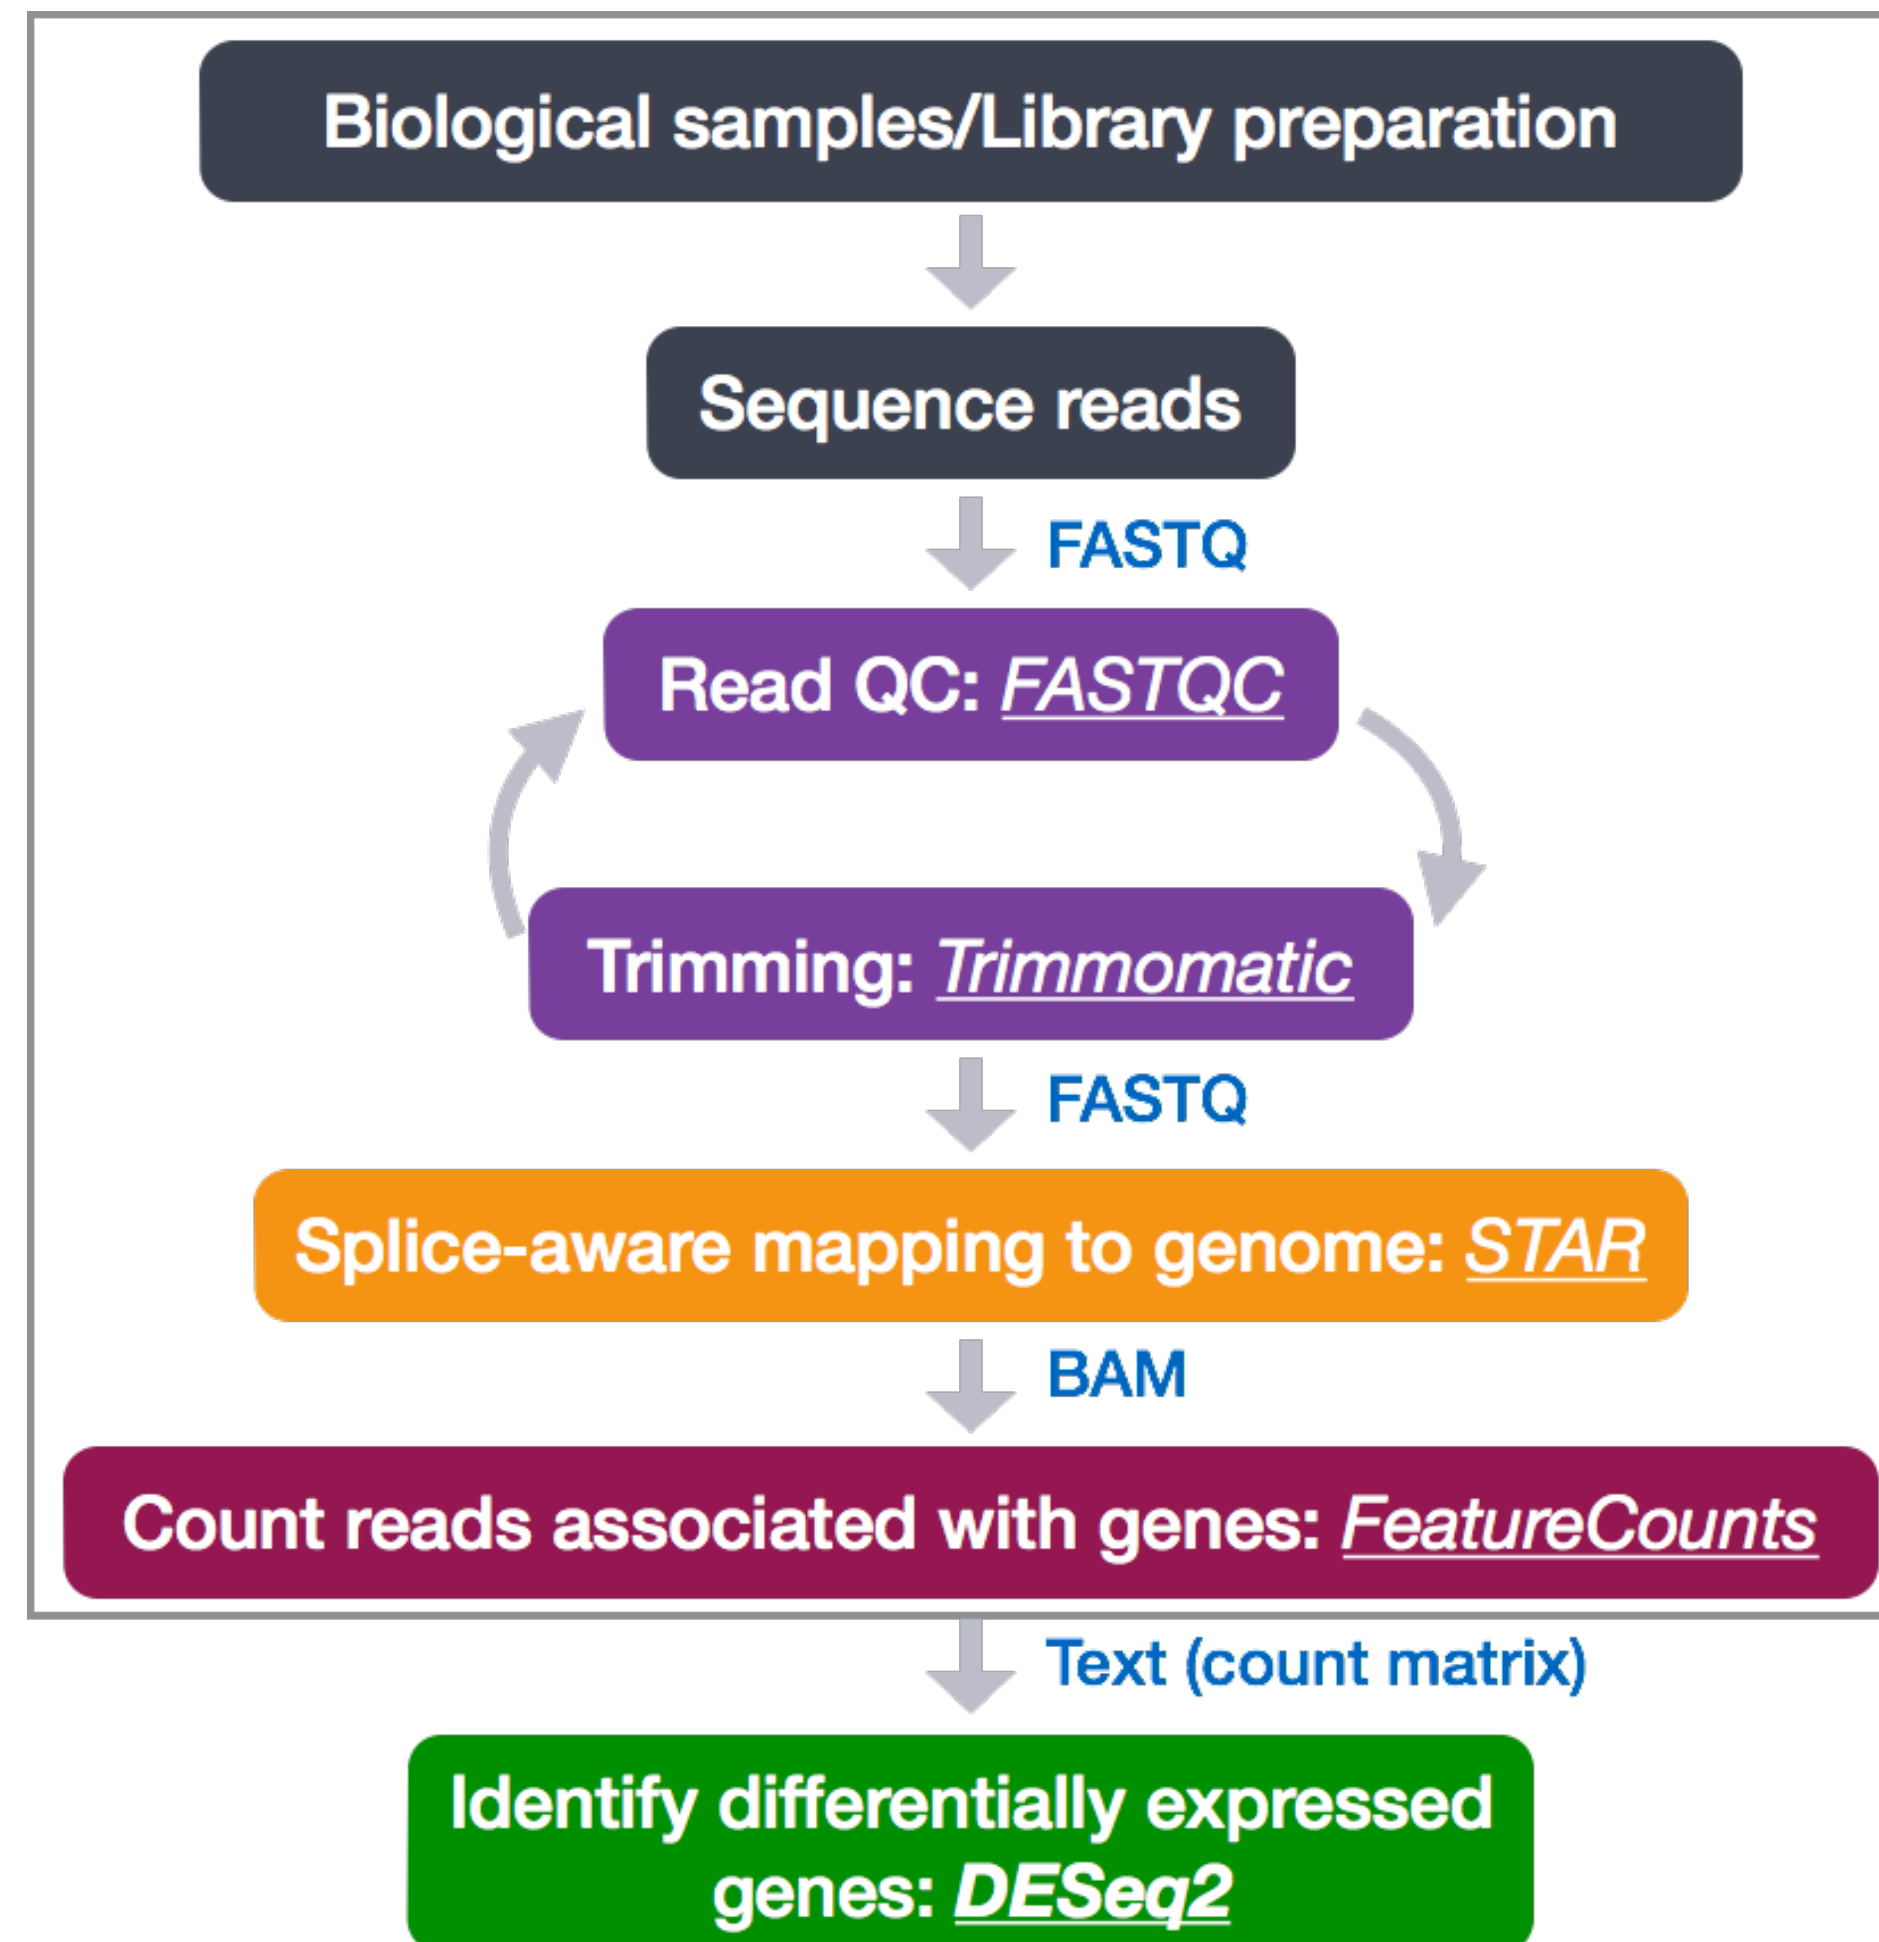 Biological samples/Library preparation
Sequence reads
FASTQ
Read QC: FASTQC
Trimming: Trimmomatic
FASTQ
Splice-aware mapping to genome: STAR
BAM
Count reads associated with genes: FeatureCounts
Text (count matrix)
Identify differentially expressed
genes: DESeq2